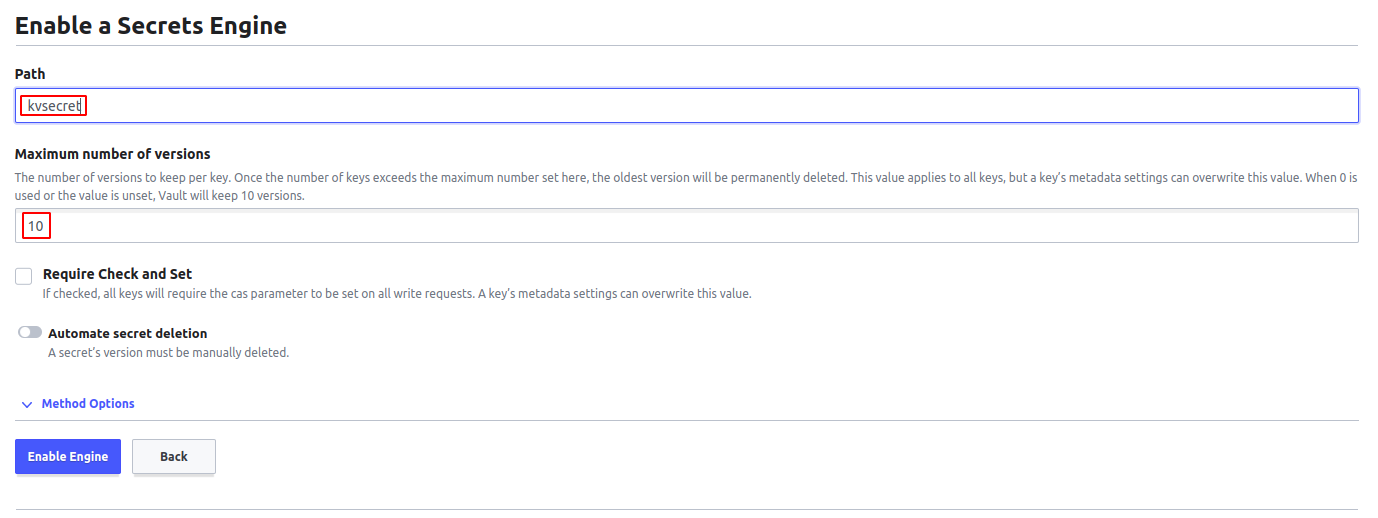 Enable a Secrets Engine
Path
kvsecret
Maximum number of versions
The number of versions to keep per key. Once the number of keys exceeds the maximum number set here, the oldest version will be permanently deleted. This value applies to all keys, but a key's metadata settings can overwrite this value. When 0 is
used or the value is unset, Vault will keep 10 versions.
10
Require Check and Set
If checked, all keys will require the cas parameter to be set on all write requests. A key's metadata settings can overwrite this value.
Automate secret deletion
A secret's version must be manually deleted.
Method Options
Enable Engine
Back